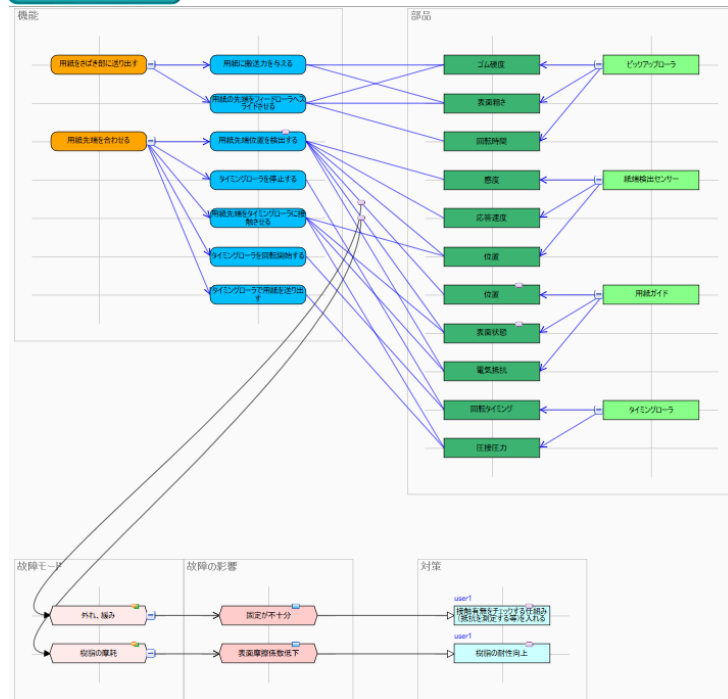 機能
部品
用紙をさばき部に送り出す
用紙に搬送力を与える
ゴム硬度
ピックアップローラ
用紙の先端をフィードローラへス
ライドさせる
表面粗さ
用紙先端を合わせる
用紙先端位置を検出する
回転時間
タイミングローラを停止する
感度
紙端検出センサー
用紙先端をタイミングローラに接
触させる
応答速度
タイミングローラを回転開始する
位置
タイミングローラで用紙を送り出
す
位置
用紙ガイド
表面状態
電気抵抗
回転タイミング
タイミングローラ
圧接圧力
故障モード
故障の影響
対策
user1
外れ、緩み
固定が不十分
接触有無をチェックする仕組み
(抵抗を測定する等)を入れる
user1
樹脂の摩耗
表面摩擦係数低下
樹脂の耐性向上